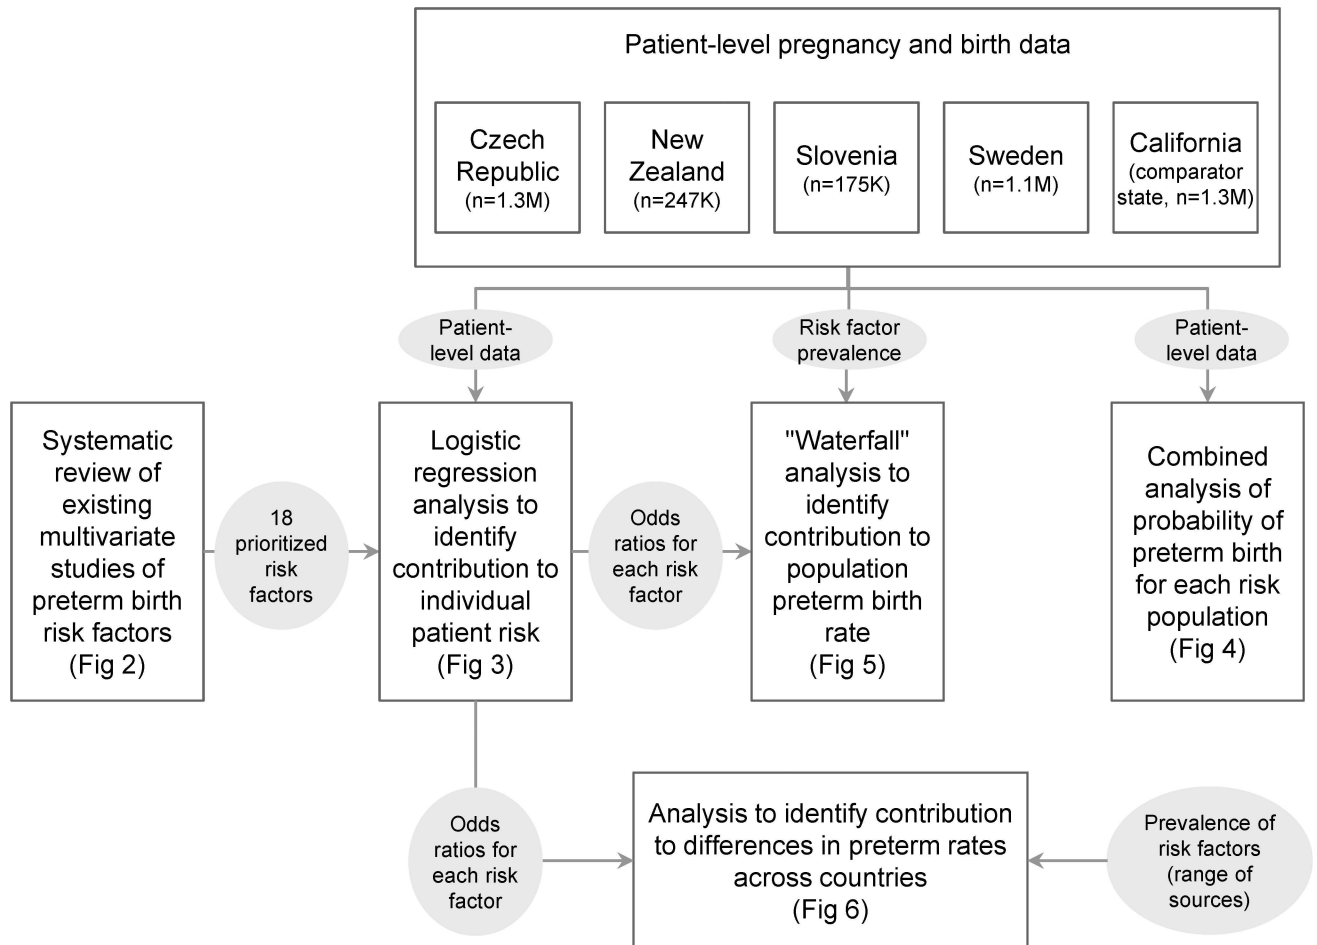 Patient-level pregnancy and birth data
Czech
Republic
(n=1.3M)
New
Zealand
(n=247K)
Slovenia
(n=175K)
Sweden
(n=1.1M)
California
(comparator
state, n=1.3M)
Patient-
level data
Risk factor
prevalence
Patient-
level data
Systematic
review of
existing
multivariate
studies of
preterm birth
risk factors
(Fig 2)
18
prioritized
risk
factors
Logistic
regression
analysis to
identify
contribution to
individual
patient risk
(Fig 3)
Odds
ratios for
each risk
factor
"Waterfall"
analysis to
identify
contribution to
population
preterm birth
rate
(Fig 5)
Combined
analysis of
probability of
preterm birth
for each risk
population
(Fig 4)
Odds
ratios for
each risk
factor
Analysis to identify contribution
to differences in preterm rates
across countries
(Fig 6)
Prevalence of
risk factors
(range of
sources)